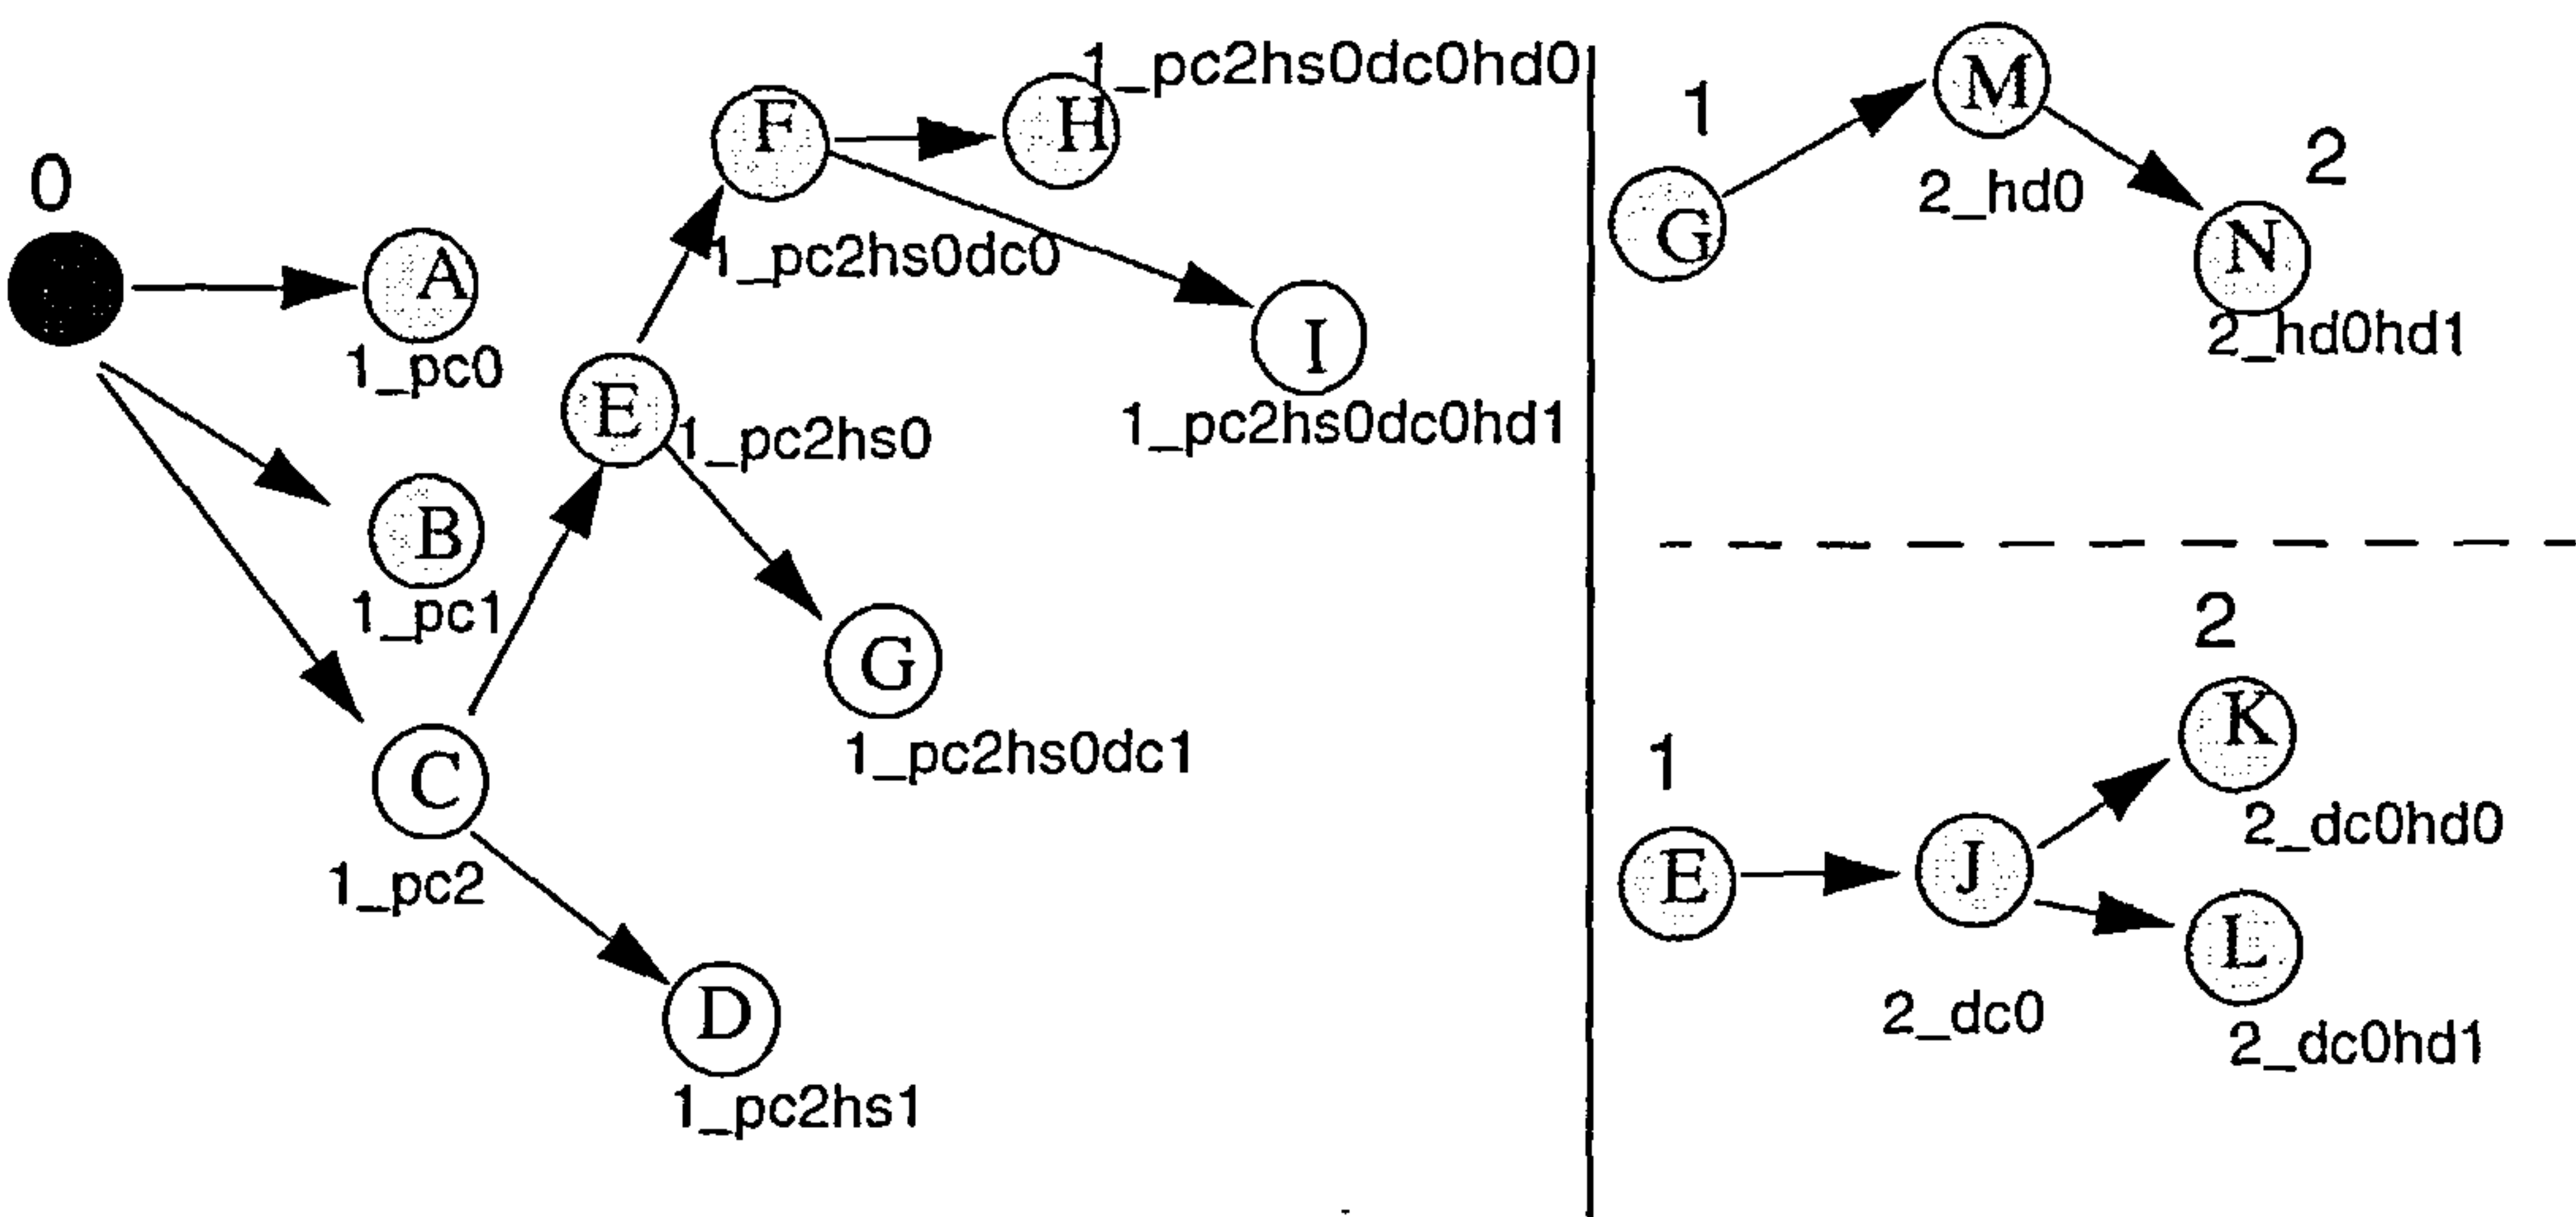 0
A
1_pc0
B
1_pc1
C
1_pc2
D
1_pc2hs1
E
1_pc2hs0
F
1_pc2hs0dc0
G
1_pc2hs0dc1
H
1_pc2hs0dc0hd0
I
1_pc2hs0dc0hd1
1
G
M
2_hd0
2
N
2_hd0hd1
1
E
J
2_dc0
2
K
2_dc0hd0
L
2_dc0hd1